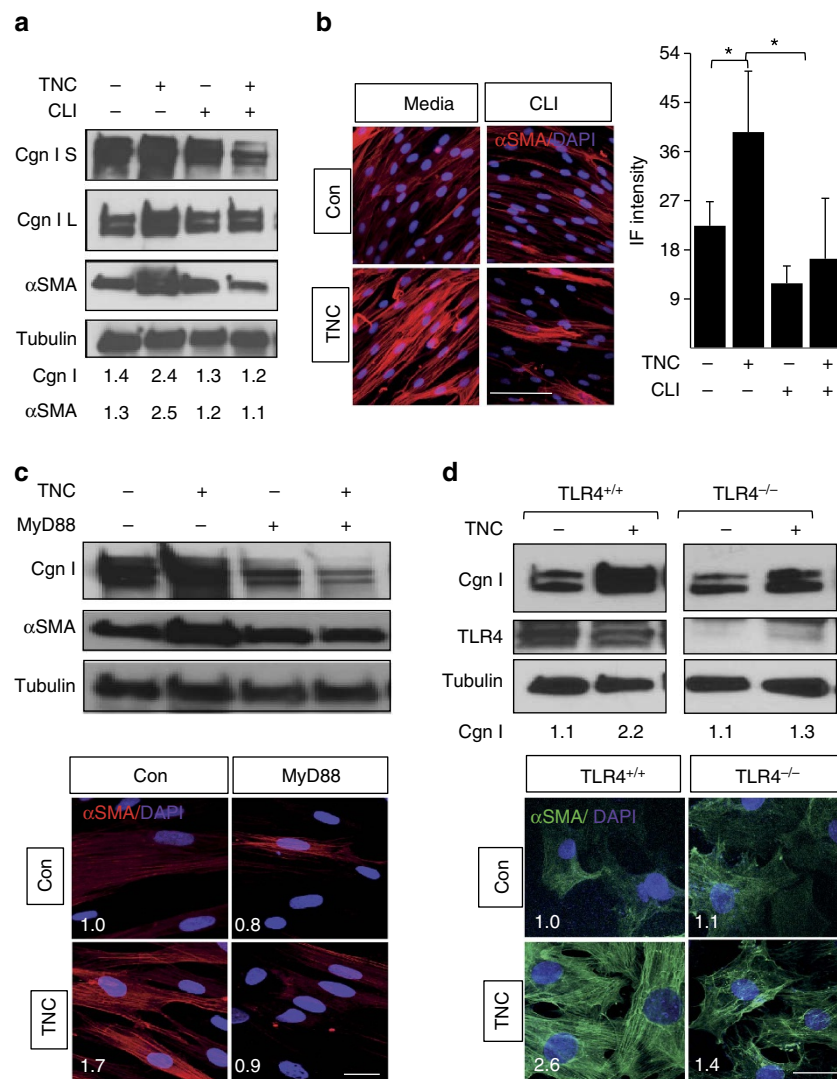 a
TNC – + – +
CLI – – + +
Cgn I S
Cgn I L
αSMA
Tubulin
Cgn I 1.4 2.4 1.3 1.2
αSMA 1.3 2.5 1.2 1.1
b
Media CLI
αSMA/DAPI
Con
TNC
54
45
36
27
18
9
IF intensity
* *
TNC – + – +
CLI – – + +
c
TNC – + – +
MyD88 – – + +
Cgn I
αSMA
Tubulin
Con MyD88
αSMA/DAPI
Con
1.0 0.8
TNC
1.7 0.9
d
TLR4+/+ TLR4–/–
TNC – + – +
Cgn I
TLR4
Tubulin
Cgn I 1.1 2.2 1.1 1.3
TLR4+/+ TLR4–/–
αSMA/ DAPI
Con
1.0 1.1
TNC
2.6 1.4